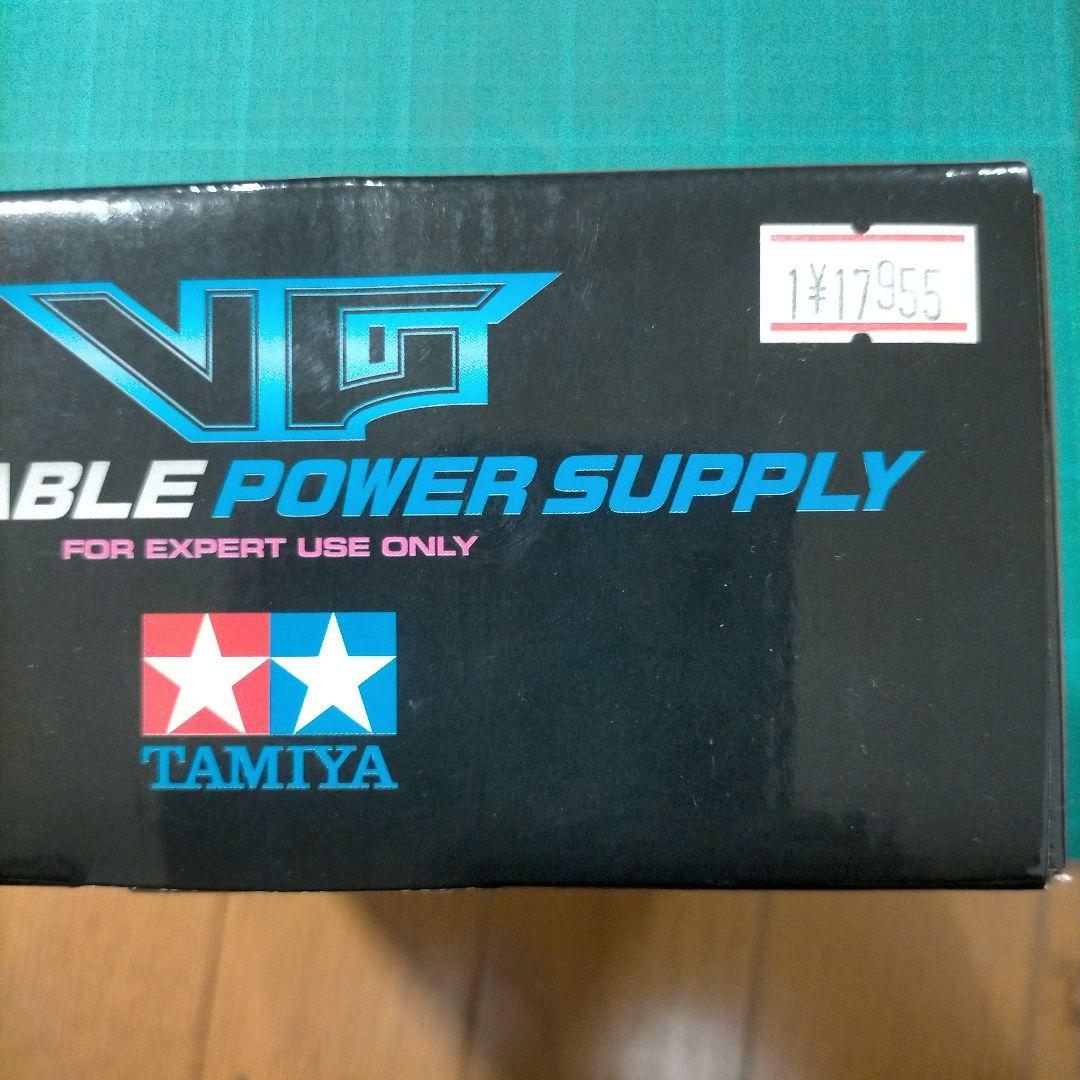 1¥17955
VG
ABLE POWER SUPPLY
FOR EXPERT USE ONLY
TAMIYA